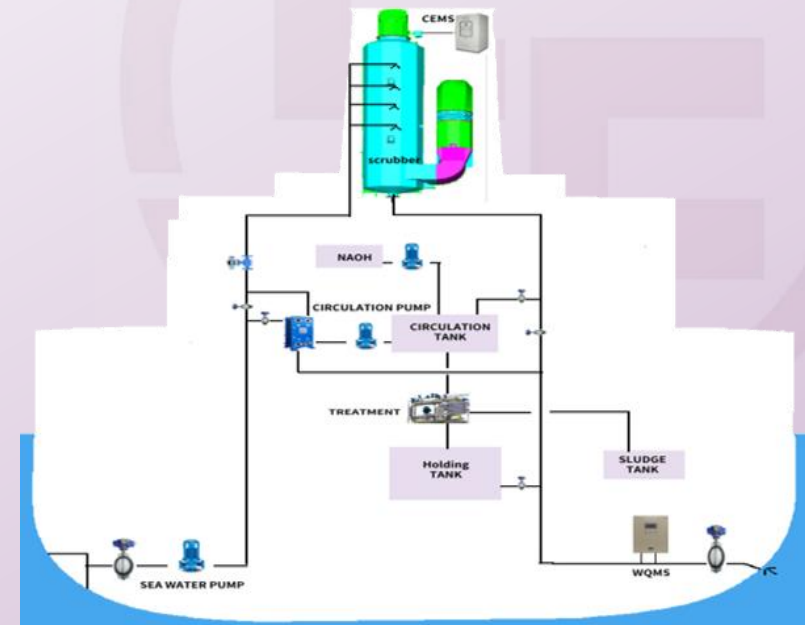 CEMS
scrubber
NAOH
CIRCULATION PUMP
CIRCULATION
TANK
TREATMENT
Holding
TANK
SLUDGE
TANK
SEA WATER PUMP
WQMS